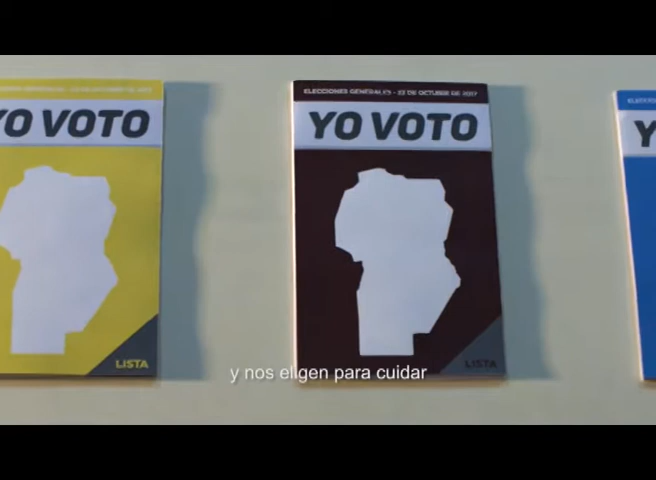 YO VOTO
LISTA
ELECCIONES GENERALES - 22 DE OCTUBRE DE 2017
YO VOTO
LISTA
y nos eligen para cuidar